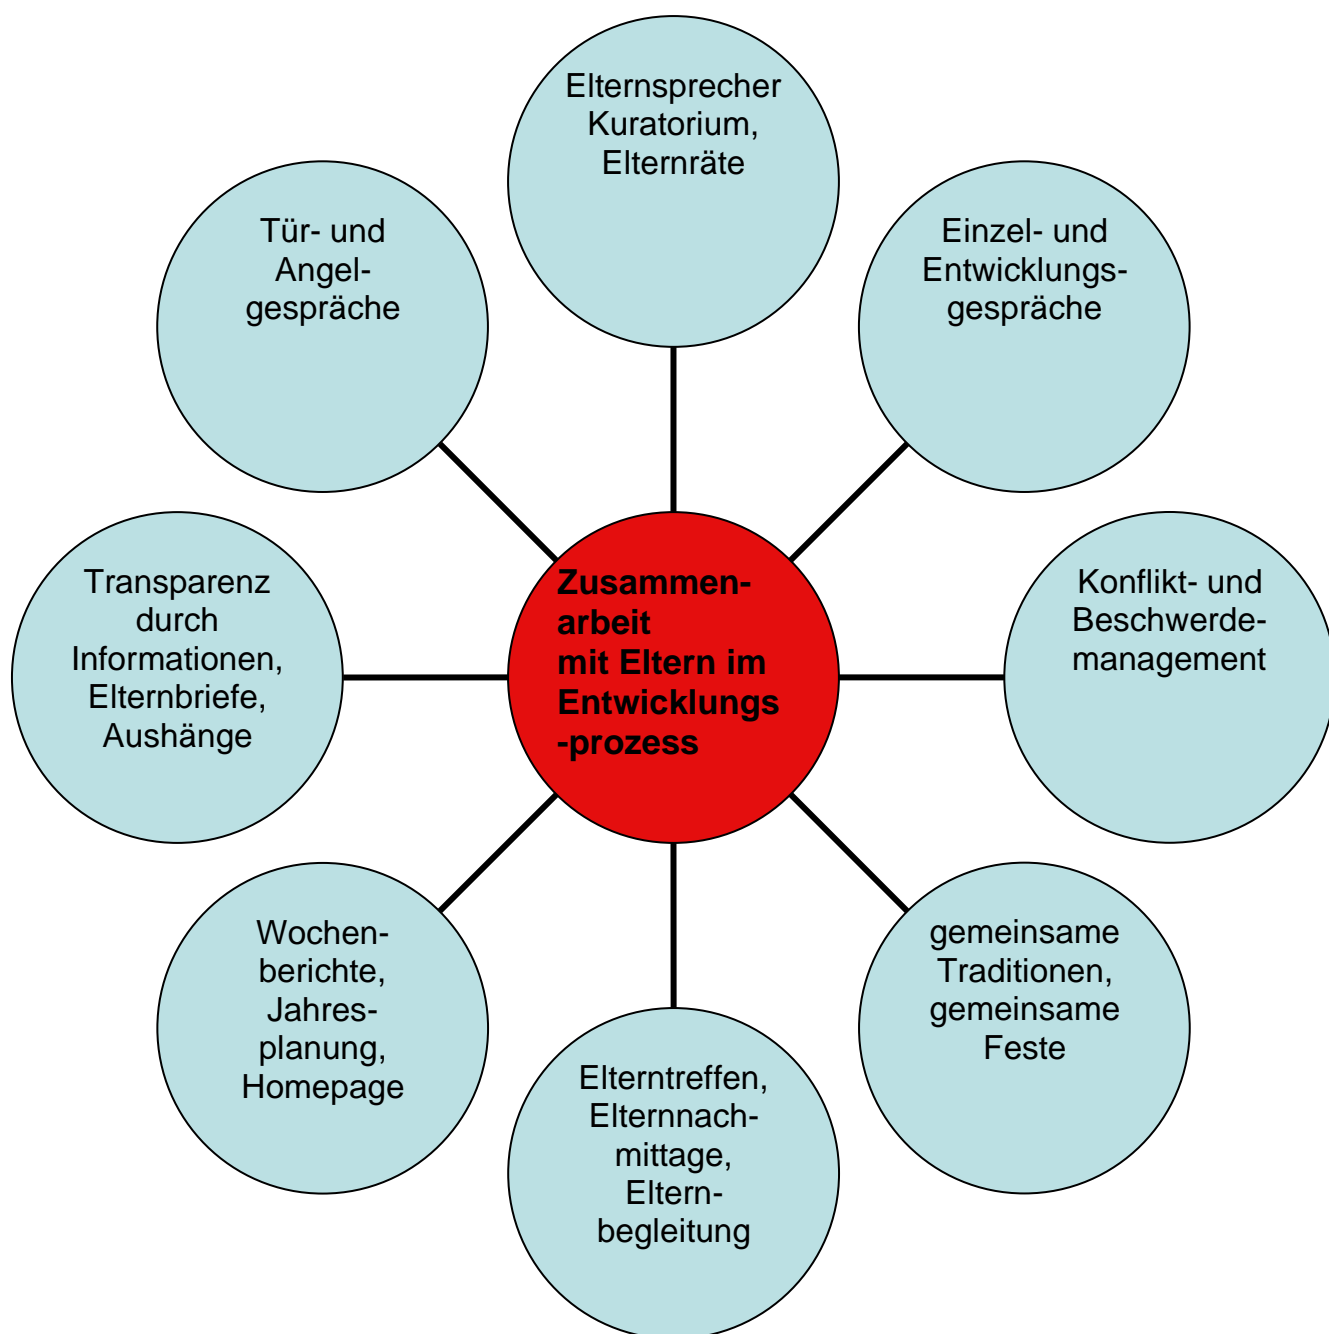 Elternsprecher
Kuratorium,
Elternräte
Tür- und
Angel-
gespräche
Einzel- und
Entwicklungs-
gespräche
Transparenz
durch
Informationen,
Elternbriefe,
Aushänge
Zusammen-
arbeit
mit Eltern im
Entwicklungs
-prozess
Konflikt- und
Beschwerde-
management
Wochen-
berichte,
Jahres-
planung,
Homepage
gemeinsame
Traditionen,
gemeinsame
Feste
Elterntreffen,
Elternnach-
mittage,
Eltern-
begleitung